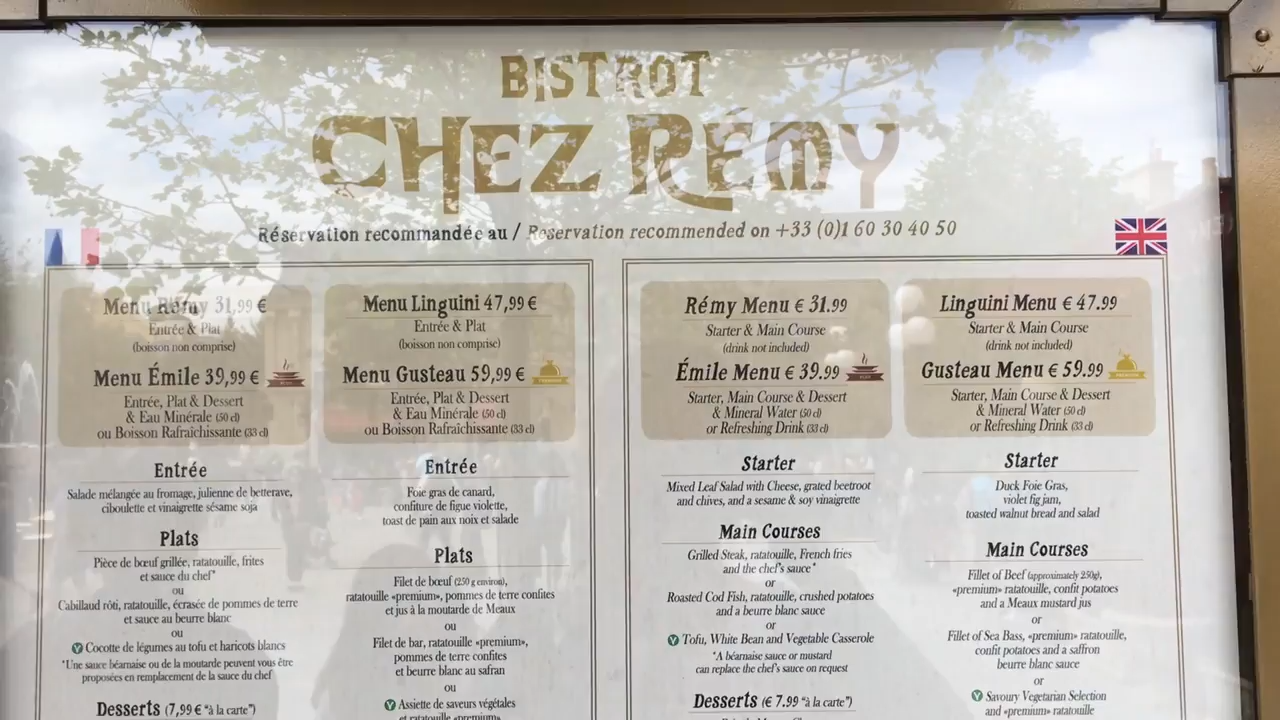 BISTROT
CHEZ RÉMY
Réservation recommandée au / Reservation recommended on +33 (0)1 60 30 40 50
Menu Rémy 31,99 €
Entrée & Plat
(boisson non comprise)
Menu Émile 39,99 €
Entrée, Plat & Dessert
& Eau Minérale (50 cl)
ou Boisson Rafraîchissante (33 cl)
Entrée
Salade mélangée au fromage, julienne de betterave,
ciboulette et vinaigrette sésame soja
Plats
Pièce de bœuf grillée, ratatouille, frites
et sauce du chef*
ou
Cabillaud rôti, ratatouille, écrasée de pommes de terre
et sauce au beurre blanc
ou
V Cocotte de légumes au tofu et haricots blancs
*Une sauce béarnaise ou de la moutarde peuvent vous être
proposées en remplacement de la sauce du chef
Desserts (7,99 € "à la carte")
Menu Linguini 47,99 €
Entrée & Plat
(boisson non comprise)
Menu Gusteau 59,99 €
PREMIUM
Entrée, Plat & Dessert
& Eau Minérale (50 cl)
ou Boisson Rafraîchissante (33 cl)
Entrée
Foie gras de canard,
confiture de figue violette,
toast de pain aux noix et salade
Plats
Filet de bœuf (250 g environ),
ratatouille «premium», pommes de terre confites
et jus à la moutarde de Meaux
ou
Filet de bar, ratatouille «premium»,
pommes de terre confites
et beurre blanc au safran
ou
V Assiette de saveurs végétales
et ratatouille «premium»
Rémy Menu € 31.99
Starter & Main Course
(drink not included)
Émile Menu € 39.99
Starter, Main Course & Dessert
& Mineral Water (50 cl)
or Refreshing Drink (33 cl)
Starter
Mixed Leaf Salad with Cheese, grated beetroot
and chives, and a sesame & soy vinaigrette
Main Courses
Grilled Steak, ratatouille, French fries
and the chef's sauce*
or
Roasted Cod Fish, ratatouille, crushed potatoes
and a beurre blanc sauce
or
V Tofu, White Bean and Vegetable Casserole
*A béarnaise sauce or mustard
can replace the chef's sauce on request
Desserts (€ 7.99 "à la carte")
Linguini Menu € 47.99
Starter & Main Course
(drink not included)
Gusteau Menu € 59.99
PREMIUM
Starter, Main Course & Dessert
& Mineral Water (50 cl)
or Refreshing Drink (33 cl)
Starter
Duck Foie Gras,
violet fig jam,
toasted walnut bread and salad
Main Courses
Fillet of Beef (approximately 250g),
«premium» ratatouille, confit potatoes
and a Meaux mustard jus
or
Fillet of Sea Bass, «premium» ratatouille,
confit potatoes and a saffron
beurre blanc sauce
or
V Savoury Vegetarian Selection
and «premium» ratatouille